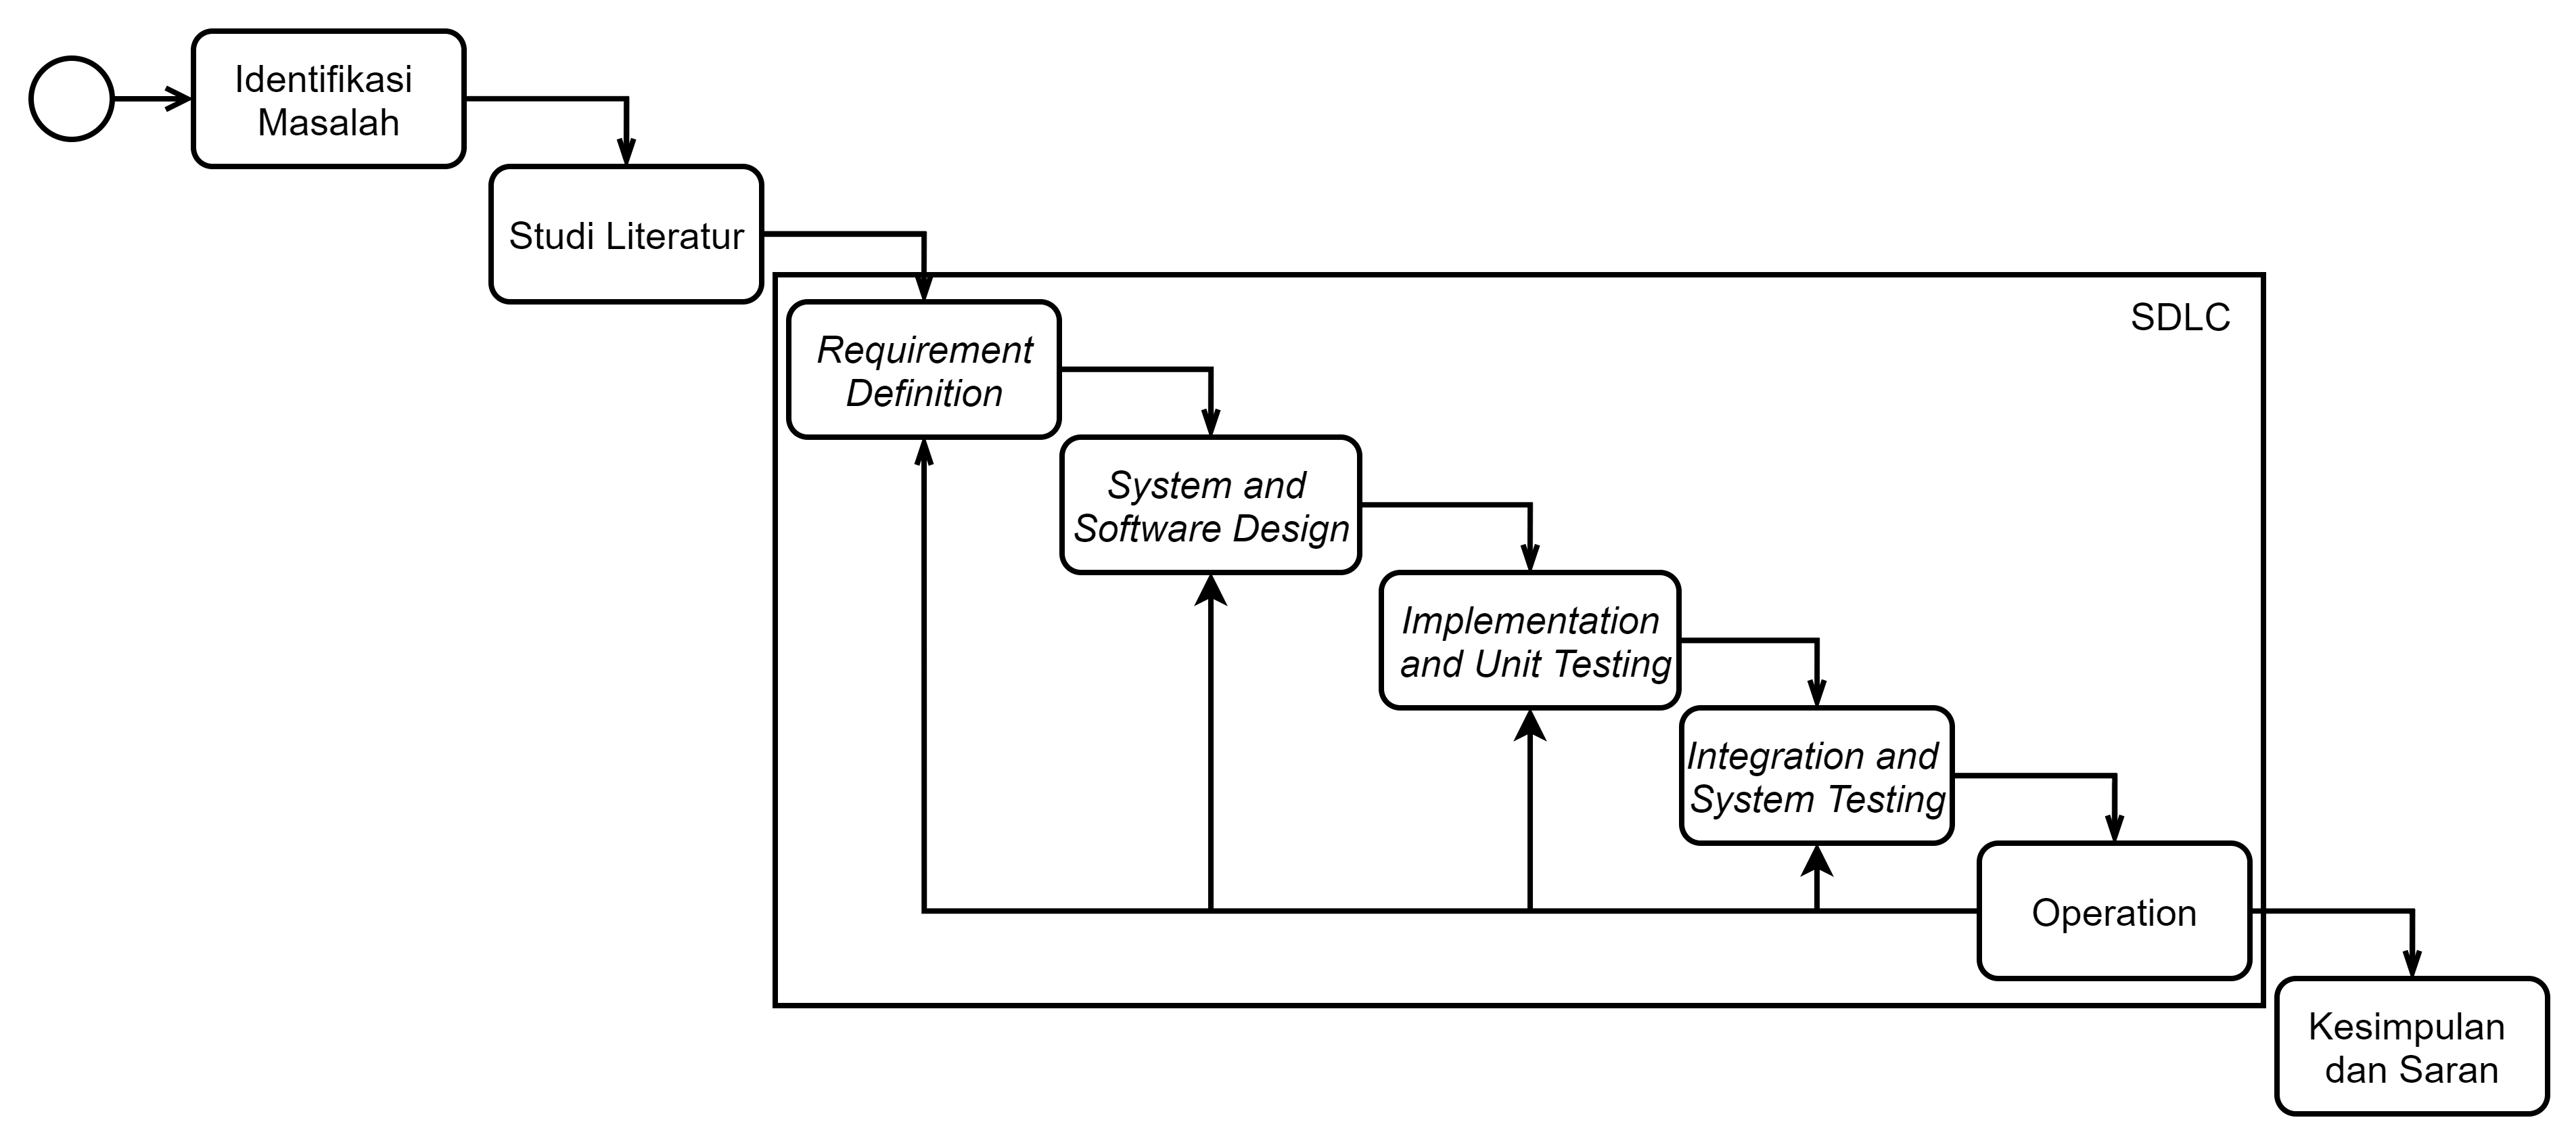 Identifikasi
Masalah
Studi Literatur
SDLC
Requirement
Definition
System and
Software Design
Implementation
and Unit Testing
Integration and
System Testing
Operation
Kesimpulan
dan Saran